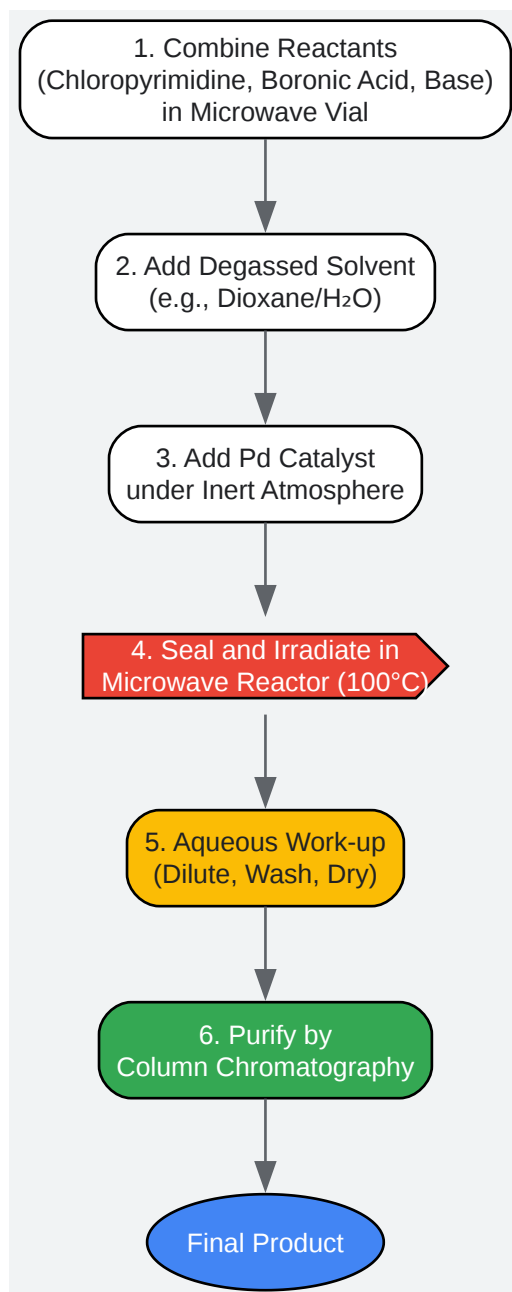 1. Combine Reactants
(Chloropyrimidine, Boronic Acid, Base)
in Microwave Vial
2. Add Degassed Solvent
(e.g., Dioxane/H₂O)
3. Add Pd Catalyst
under Inert Atmosphere
4. Seal and Irradiate in
Microwave Reactor (100°C)
5. Aqueous Work-up
(Dilute, Wash, Dry)
6. Purify by
Column Chromatography
Final Product